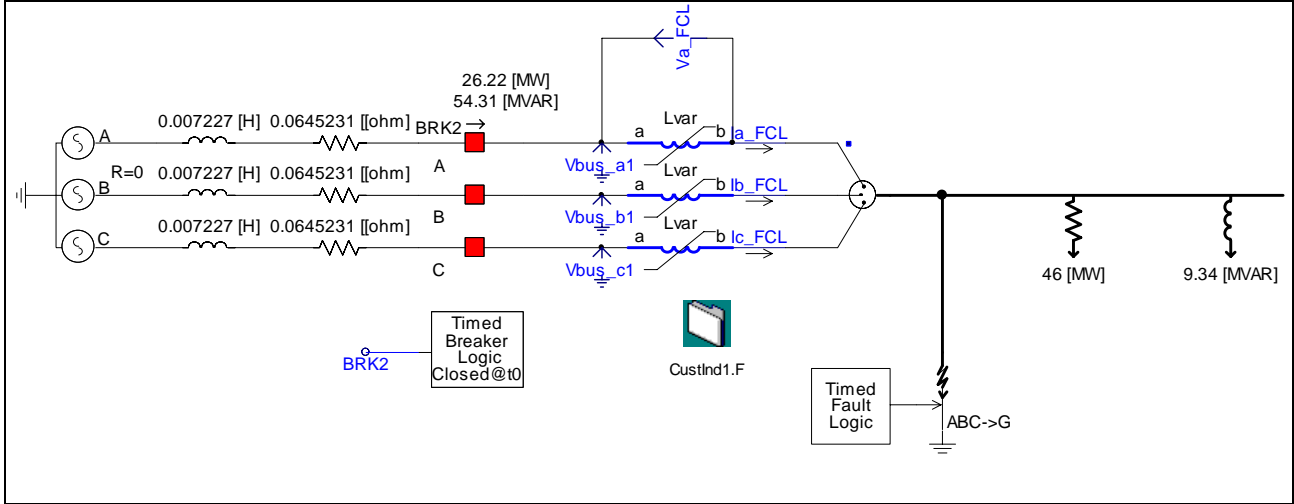 Va_FCL
26.22 [MW]
54.31 [MVAR]
0.007227 [H] 0.0645231 [[ohm] BRK2 a Lvar b Ia_FCL
A
A
Vbus_a1
R=0 0.007227 [H] 0.0645231 [[ohm] a Lvar b Ib_FCL
B
B
Vbus_b1
0.007227 [H] 0.0645231 [[ohm] a Lvar b Ic_FCL
C
C
Vbus_c1
46 [MW] 9.34 [MVAR]
Timed
Breaker
Logic
Closed@t0
BRK2
CustInd1.F
Timed
Fault
Logic
ABC->G